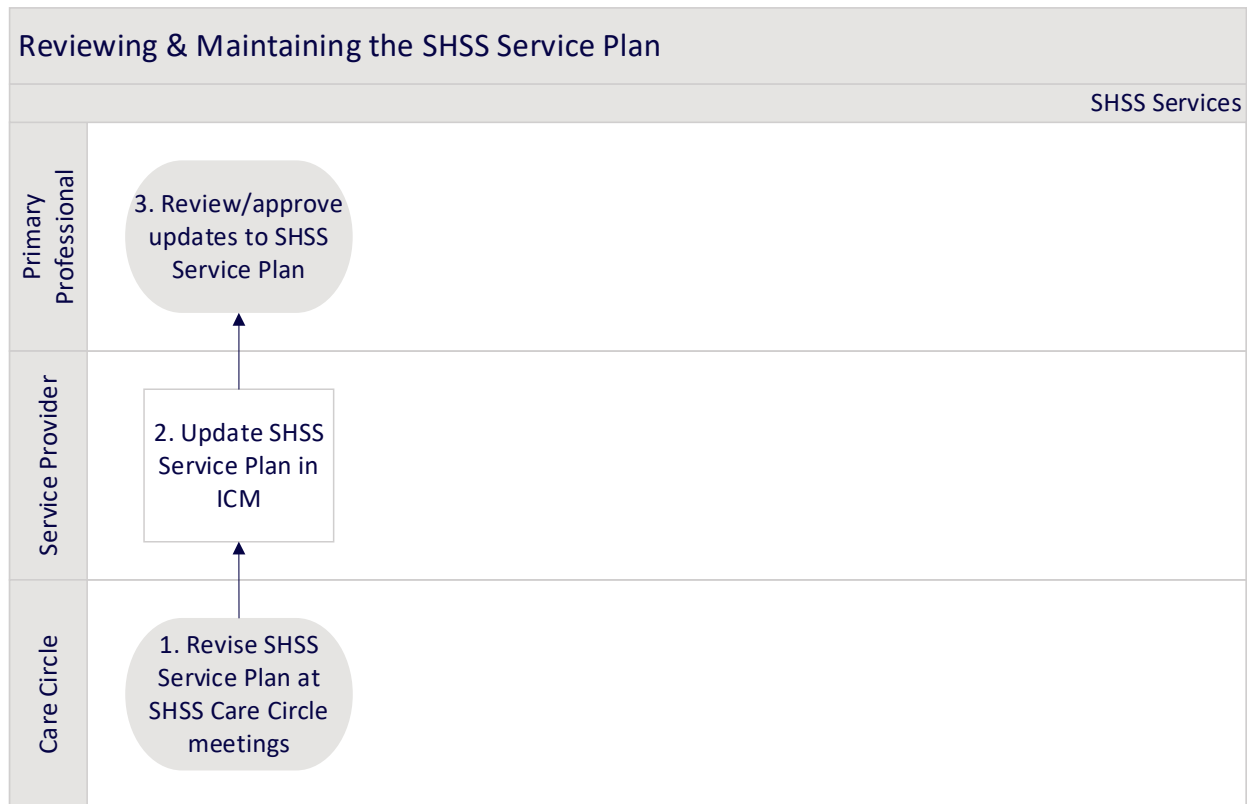 Reviewing & Maintaining the SHSS Service Plan
SHSS Services
Primary
Professional
3. Review/approve
updates to SHSS
Service Plan
Service Provider
2. Update SHSS
Service Plan in
ICM
Care Circle
1. Revise SHSS
Service Plan at
SHSS Care Circle
meetings